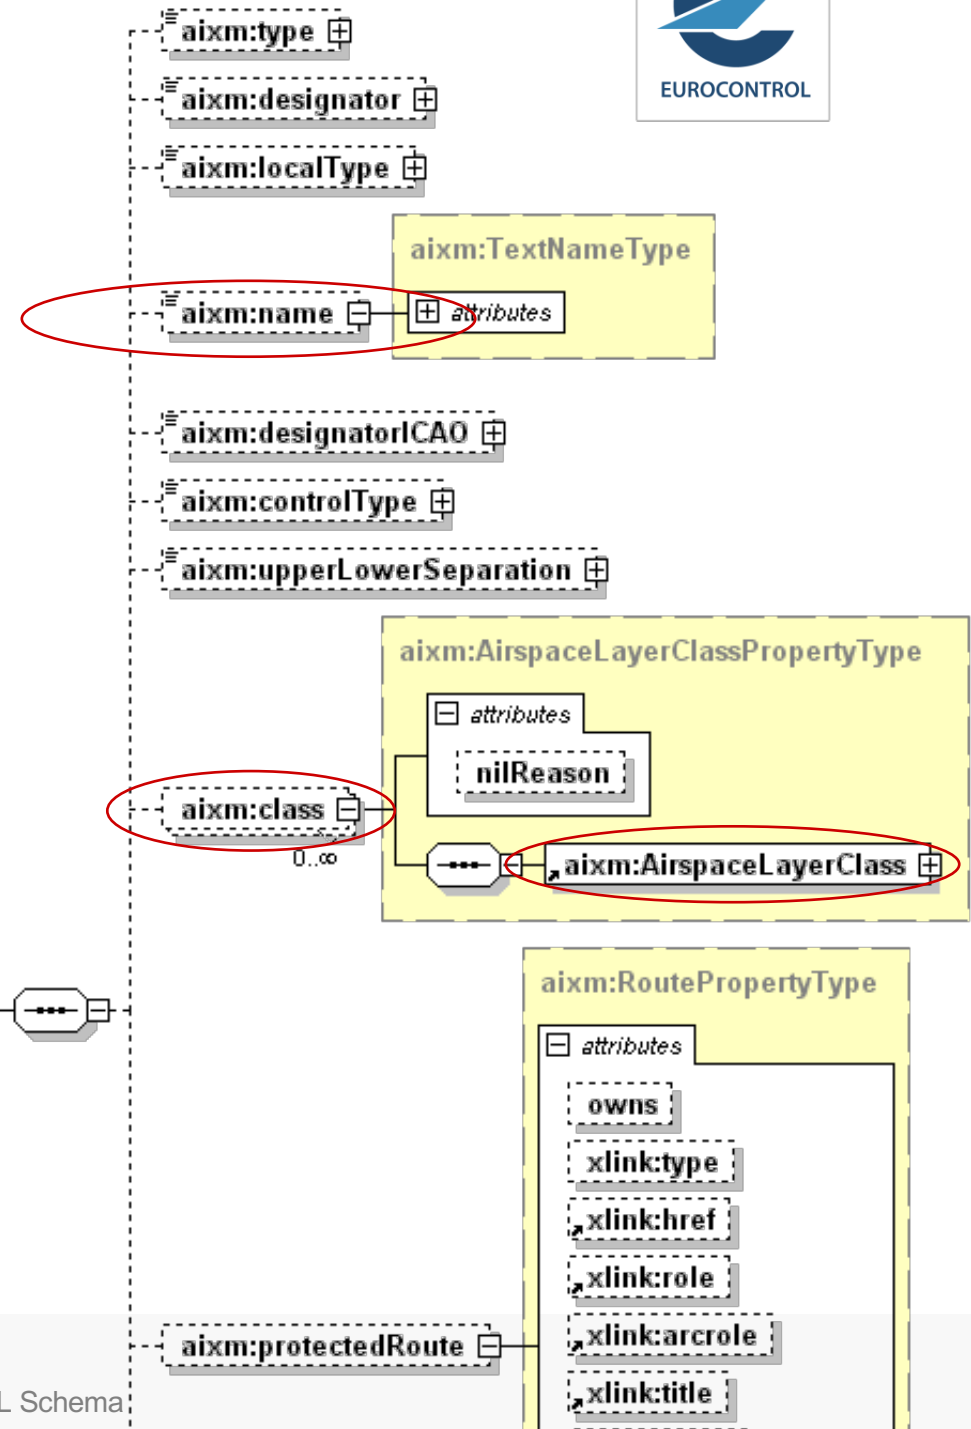 aixm:type
EUROCONTROL
aixm:designator
aixm:localType
aixm:TextNameType
aixm:name
attributes
aixm:designatorICAO
aixm:controlType
aixm:upperLowerSeparation
aixm:AirspaceLayerClassPropertyType
attributes
nilReason
aixm:class
0..∞
aixm:AirspaceLayerClass
aixm:RoutePropertyType
attributes
owns
xlink:type
xlink:href
xlink:role
xlink:arcrole
aixm:protectedRoute
xlink:title
L Schema